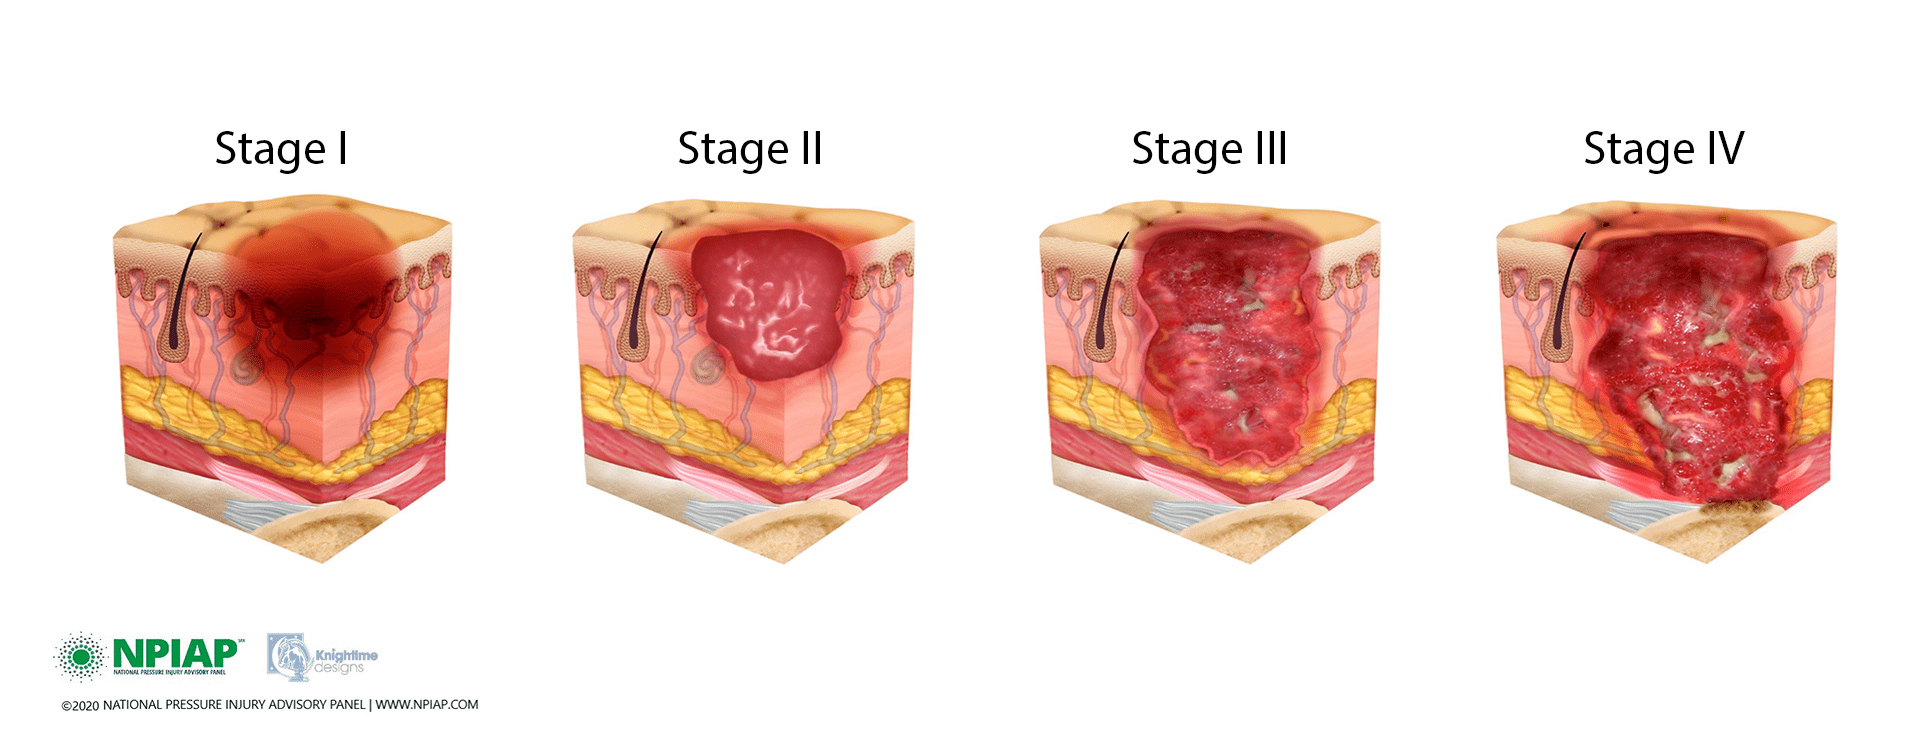 Stage I
Stage II
Stage III
Stage IV
NPIAP
NATIONAL PRESSURE INJURY ADVISORY PANEL
Knightime
designs
©2020 NATIONAL PRESSURE INJURY ADVISORY PANEL | WWW.NPIAP.COM